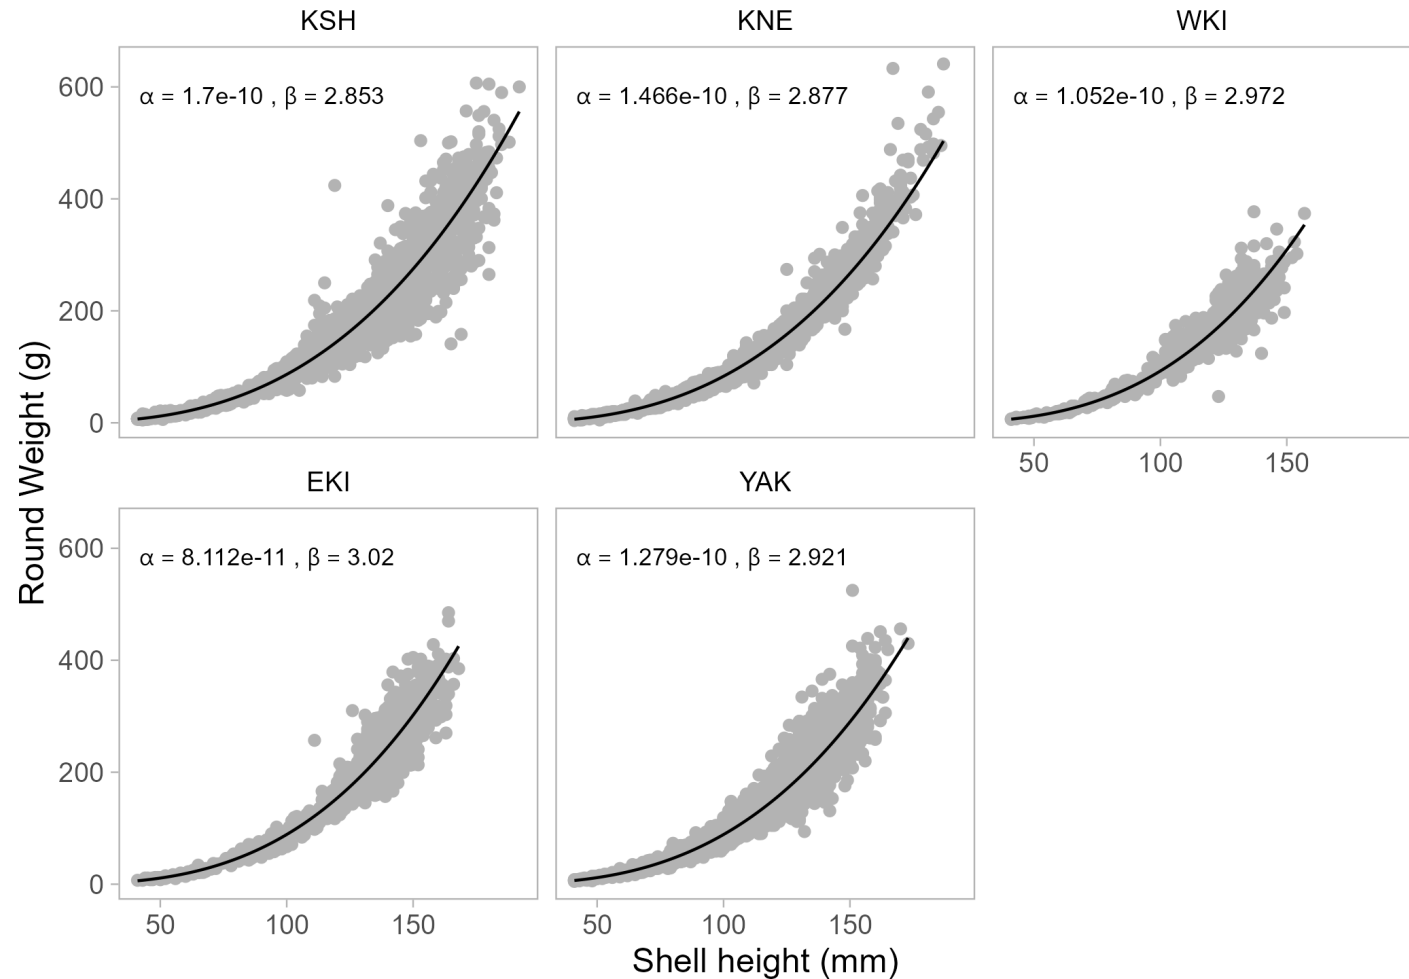 KSH KNE WKI
α = 1.7e-10 , β = 2.853 α = 1.466e-10 , β = 2.877 α = 1.052e-10 , β = 2.972
600
400
200
0
50 100 150
EKI YAK
α = 8.112e-11 , β = 3.02 α = 1.279e-10 , β = 2.921
600
400
200
0
50 100 150 50 100 150
Shell height (mm)
Round Weight (g)